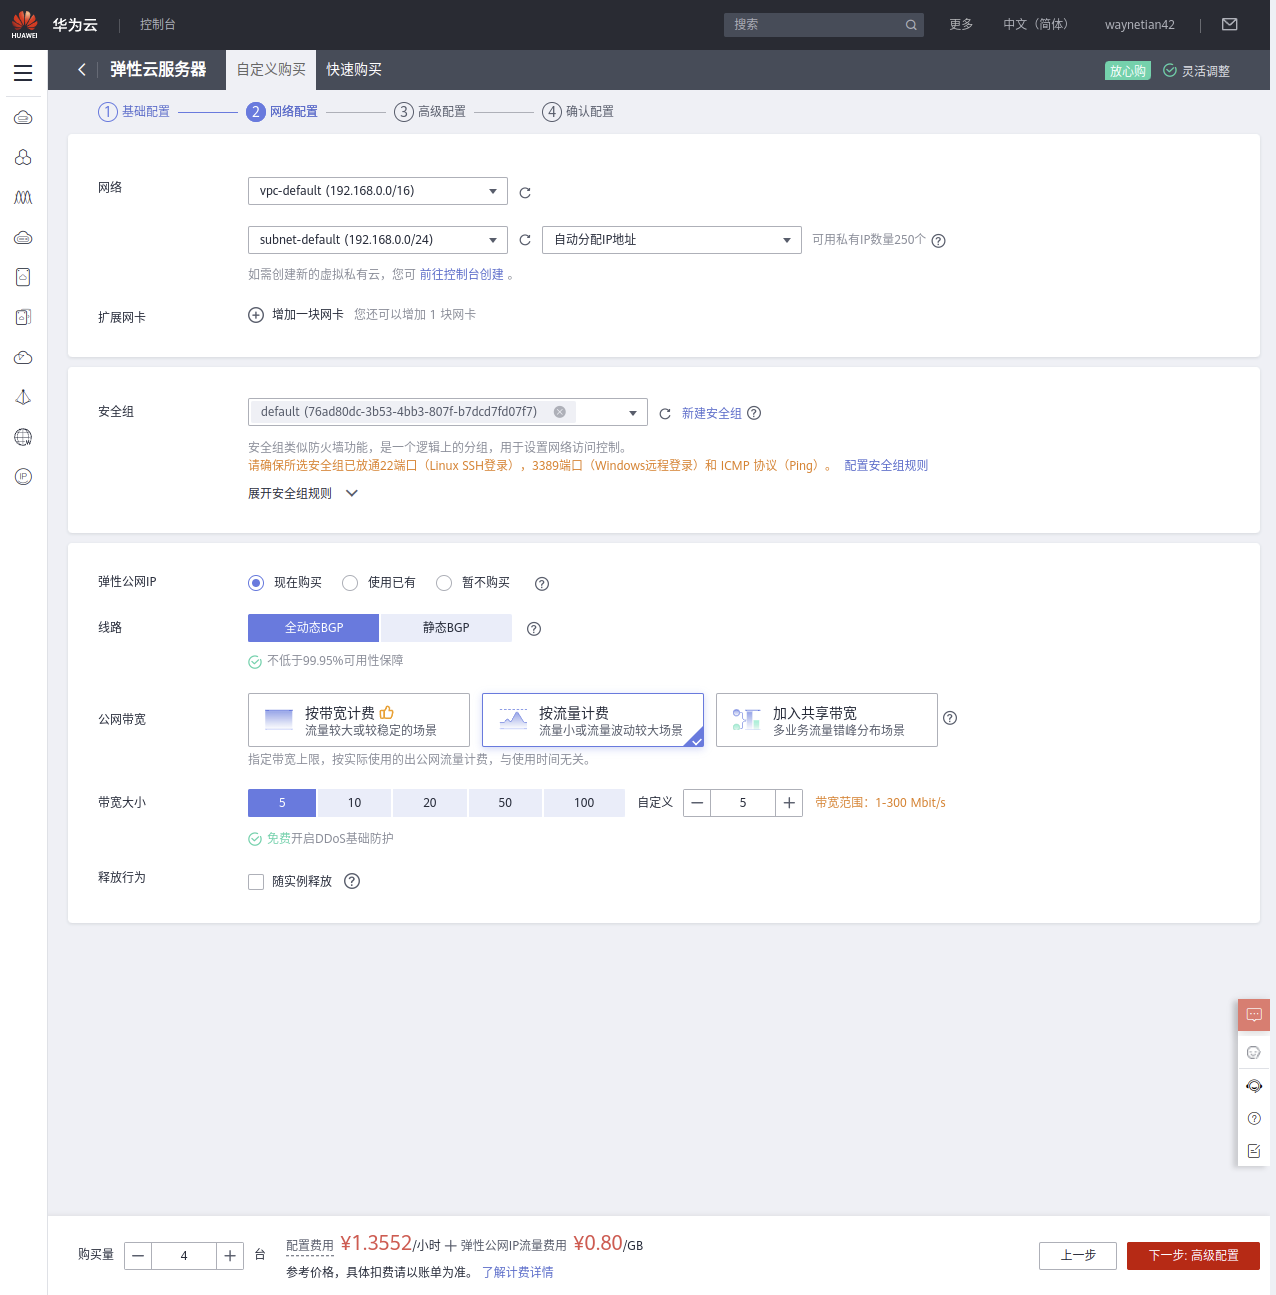 HUAWEI 华为云 控制台 搜索 更多 中文（简体） waynetian42
弹性云服务器 自定义购买 快速购买 放心购 灵活调整
1 基础配置 2 网络配置 3 高级配置 4 确认配置
网络 vpc-default (192.168.0.0/16)
subnet-default (192.168.0.0/24) 自动分配IP地址 可用私有IP数量250个
如需创建新的虚拟私有云，您可 前往控制台创建 。
扩展网卡 增加一块网卡 您还可以增加 1 块网卡
安全组 default (76ad80dc-3b53-4bb3-807f-b7dcd7fd07f7) 新建安全组
安全组类似防火墙功能，是一个逻辑上的分组，用于设置网络访问控制。
请确保所选安全组已放通22端口（Linux SSH登录），3389端口（Windows远程登录）和 ICMP 协议（Ping）。 配置安全组规则
展开安全组规则
弹性公网IP 现在购买 使用已有 暂不购买
线路 全动态BGP 静态BGP
不低于99.95%可用性保障
公网带宽 按带宽计费 按流量计费 加入共享带宽
流量较大或较稳定的场景 流量小或流量波动较大场景 多业务流量错峰分布场景
指定带宽上限，按实际使用的出公网流量计费，与使用时间无关。
带宽大小 5 10 20 50 100 自定义 5 带宽范围：1-300 Mbit/s
免费开启DDoS基础防护
释放行为 随实例释放
IP
购买量 4 台 配置费用 ¥1.3552/小时 + 弹性公网IP流量费用 ¥0.80/GB
参考价格，具体扣费请以账单为准。 了解计费详情
上一步 下一步: 高级配置